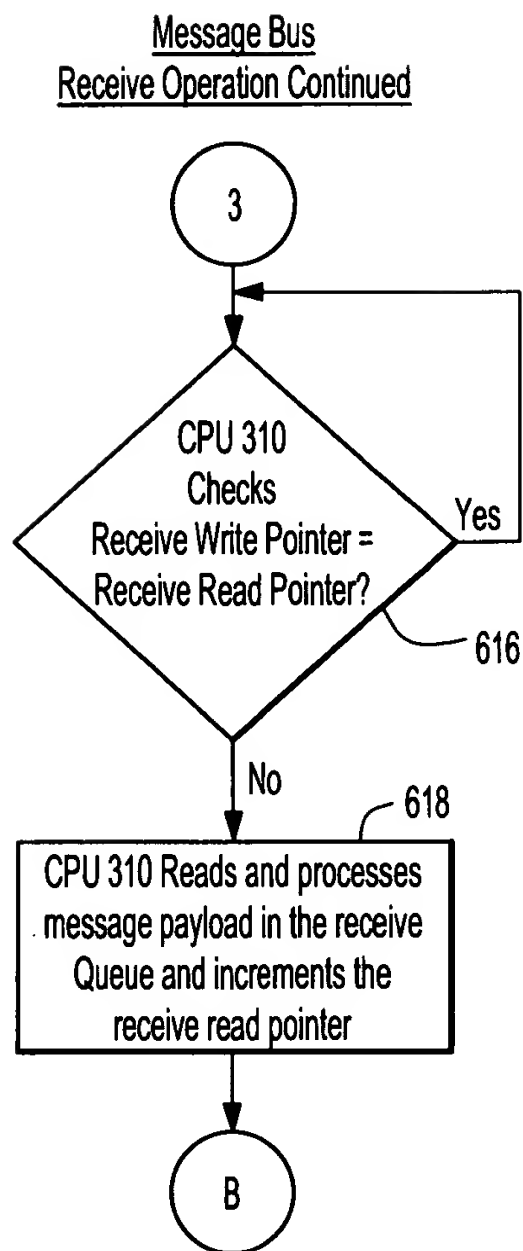 Message Bus
Receive Operation Continued
3
CPU 310
Checks
Receive Write Pointer =
Receive Read Pointer?
Yes
616
No
618
CPU 310 Reads and processes
message payload in the receive
Queue and increments the
receive read pointer
B